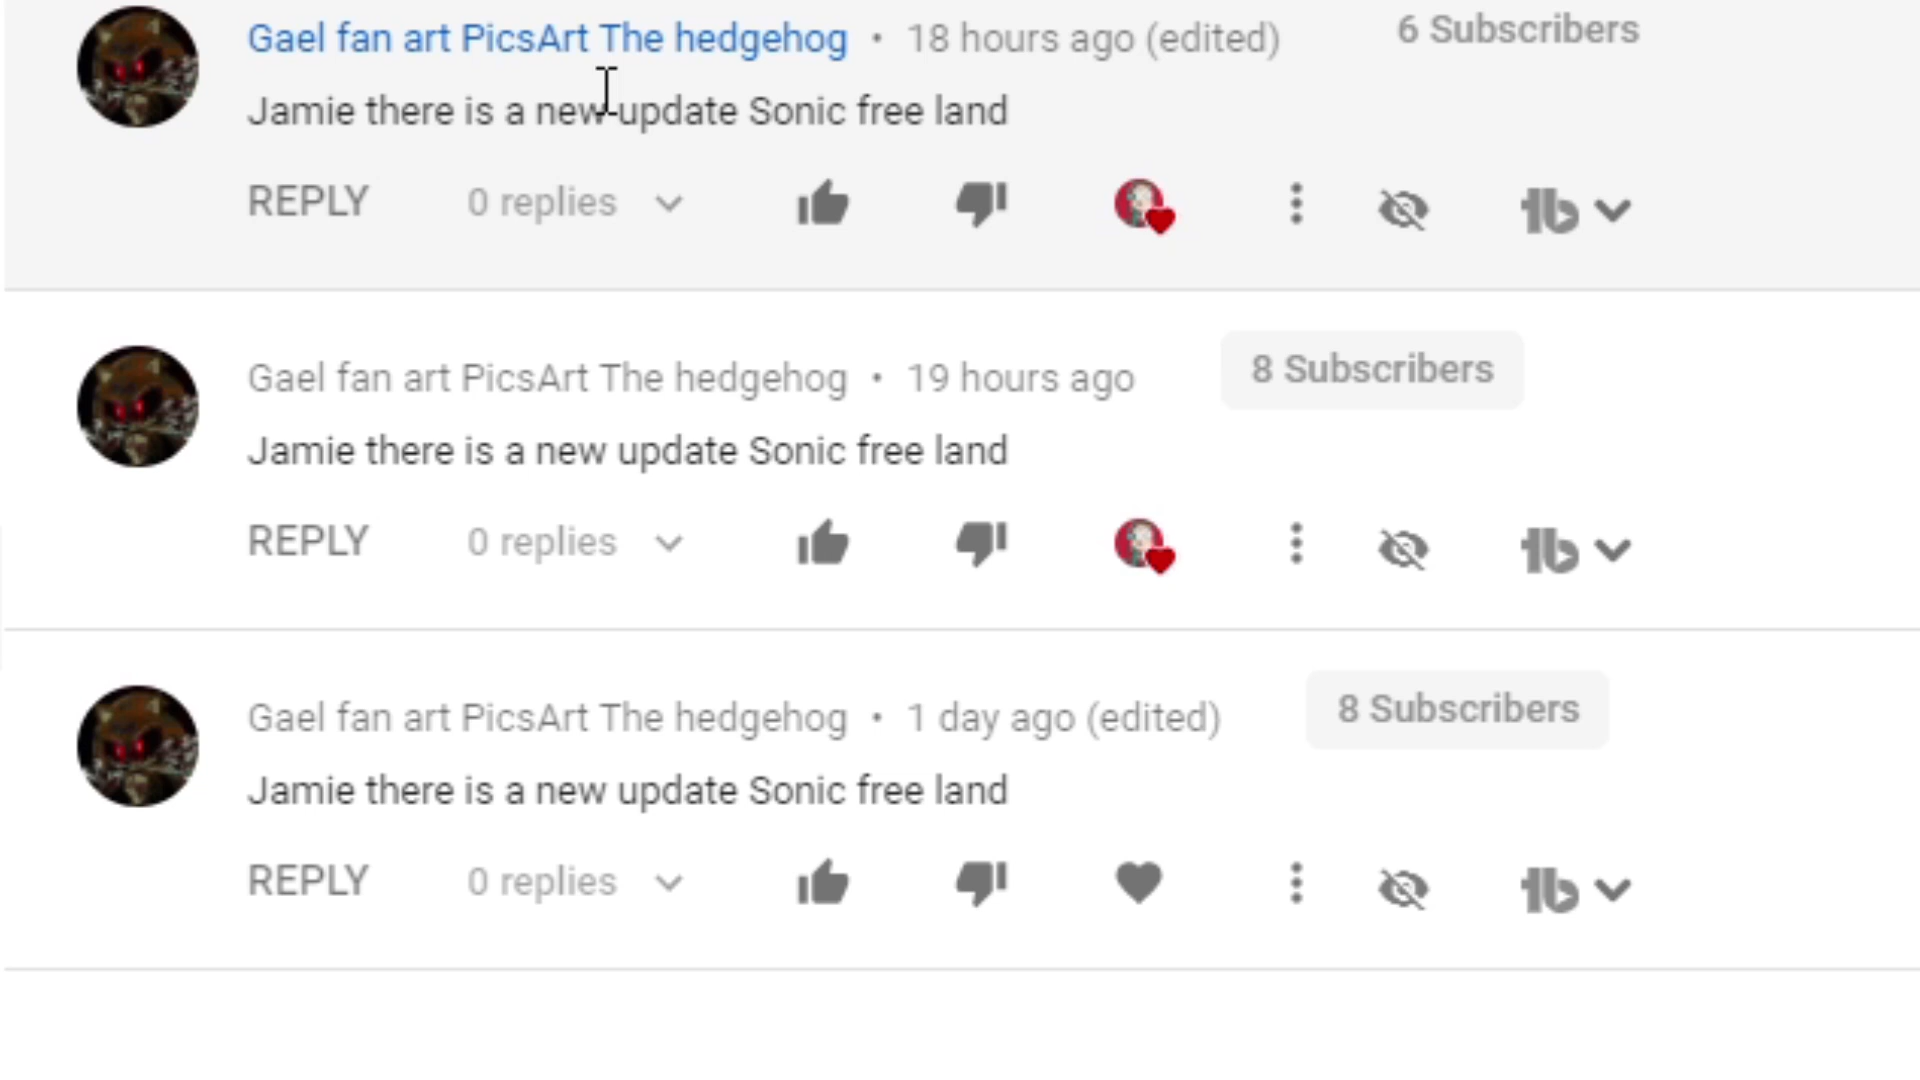 Gael fan art PicsArt The hedgehog • 18 hours ago (edited) 6 Subscribers
Jamie there is a new update Sonic free land
REPLY 0 replies
Gael fan art PicsArt The hedgehog • 19 hours ago 8 Subscribers
Jamie there is a new update Sonic free land
REPLY 0 replies
Gael fan art PicsArt The hedgehog • 1 day ago (edited) 8 Subscribers
Jamie there is a new update Sonic free land
REPLY 0 replies